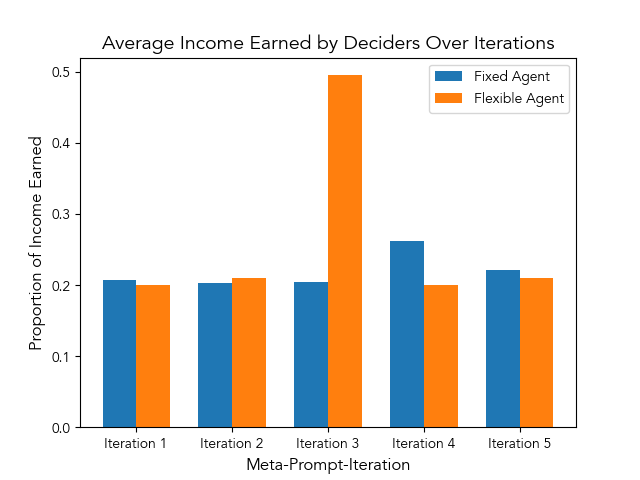 Average Income Earned by Deciders Over Iterations
Fixed Agent
Flexible Agent
Proportion of Income Earned
0.5
0.4
0.3
0.2
0.1
0.0
Iteration 1
Iteration 2
Iteration 3
Iteration 4
Iteration 5
Meta-Prompt-Iteration